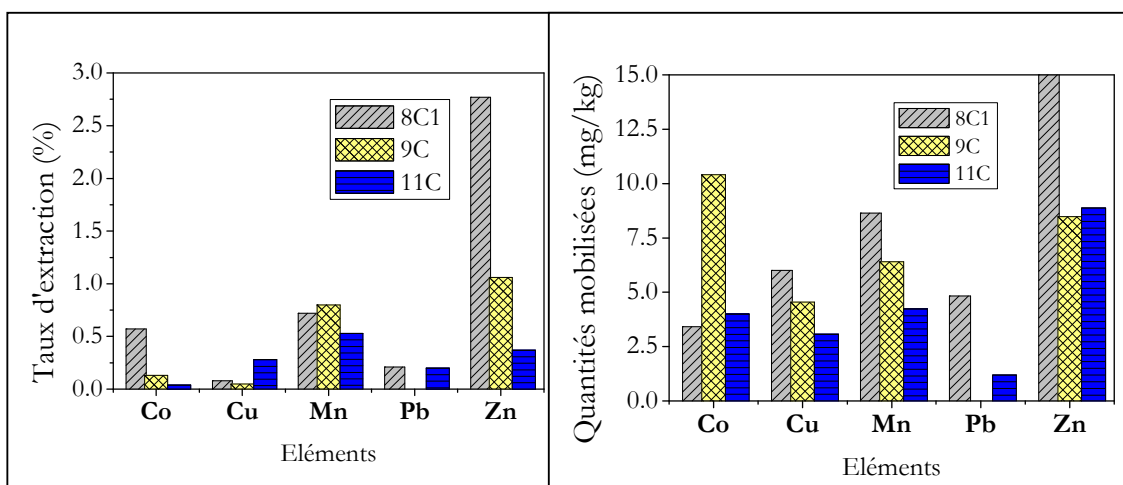 Taux d'extraction (%)
3.0
2.5
2.0
1.5
1.0
0.5
0.0
8C1
9C
11C
Co Cu Mn Pb Zn
Eléments
Quantités mobilisées (mg/kg)
15.0
12.5
10.0
7.5
5.0
2.5
0.0
8C1
9C
11C
Co Cu Mn Pb Zn
Eléments